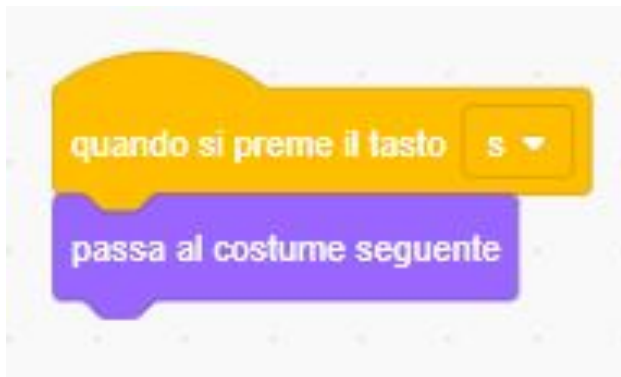 quando si preme il tasto s
passa al costume seguente